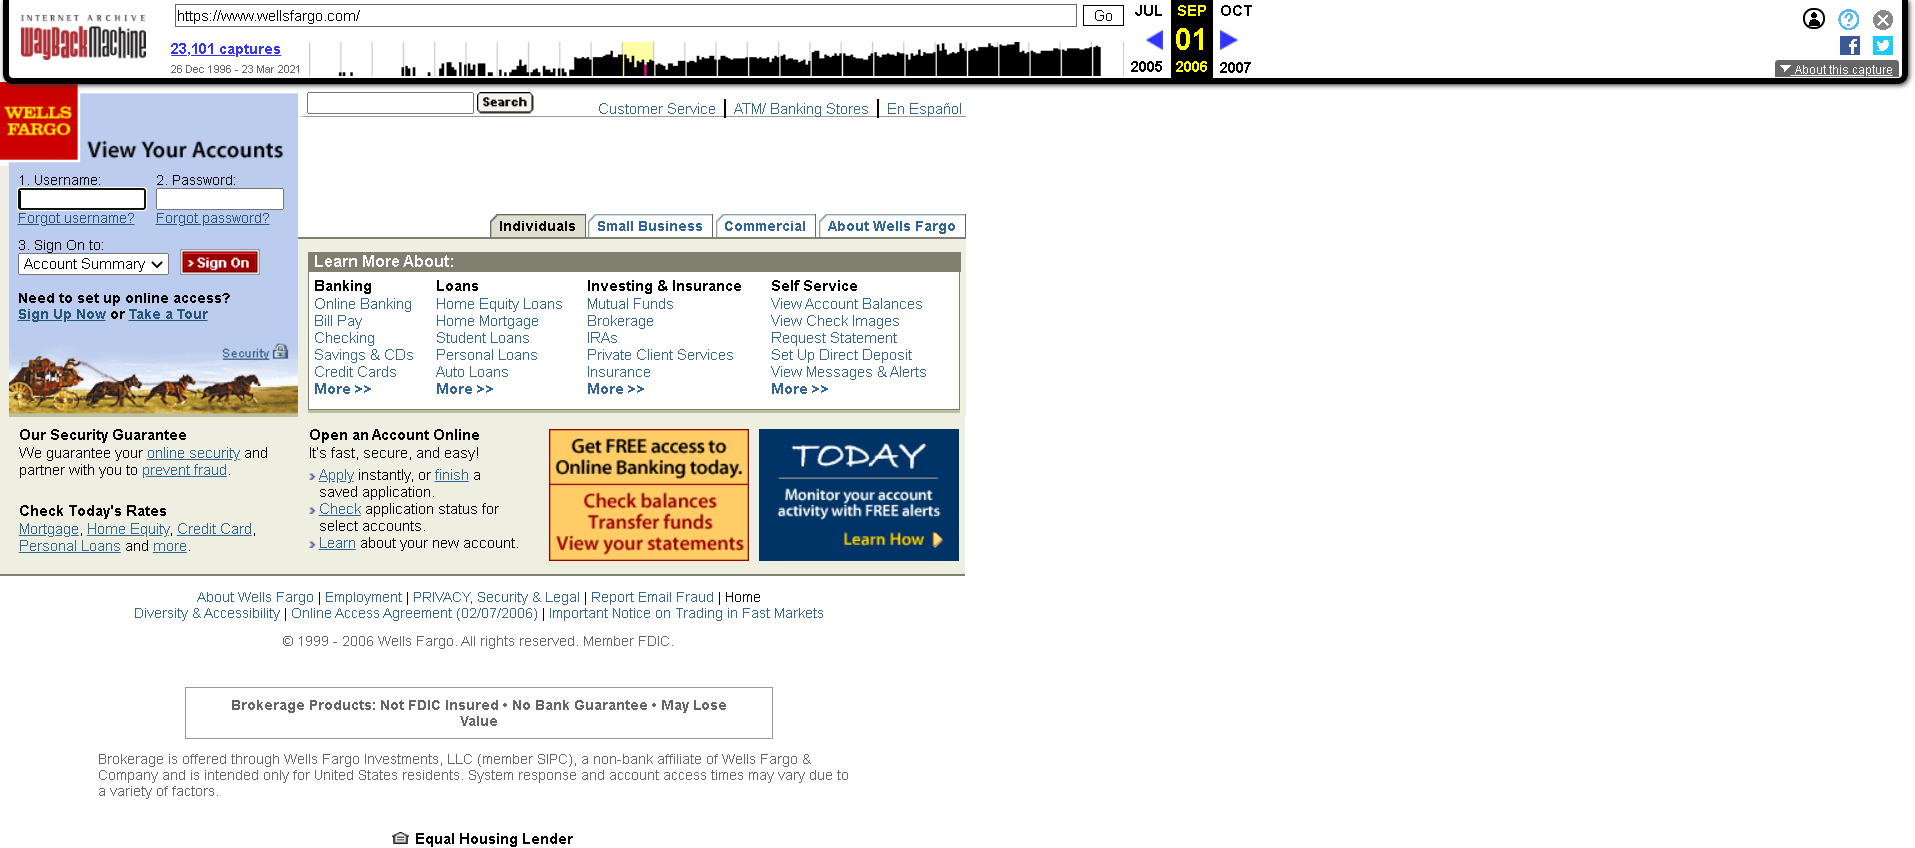 INTERNET ARCHIVE
WayBackMachine
https://www.wellsfargo.com/
Go
JUL
SEP
OCT
23,101 captures
01
26 Dec 1996 - 23 Mar 2021
2005
2006
2007
About this capture
WELLS
FARGO
View Your Accounts
1. Username:
2. Password:
Forgot username?
Forgot password?
3. Sign On to:
Account Summary
Sign On
Need to set up online access?
Sign Up Now or Take a Tour
Security
Search
Customer Service
ATM/ Banking Stores
En Español
Individuals
Small Business
Commercial
About Wells Fargo
Learn More About:
Banking
Online Banking
Bill Pay
Checking
Savings & CDs
Credit Cards
More >>
Loans
Home Equity Loans
Home Mortgage
Student Loans
Personal Loans
Auto Loans
More >>
Investing & Insurance
Mutual Funds
Brokerage
IRAs
Private Client Services
Insurance
More >>
Self Service
View Account Balances
View Check Images
Request Statement
Set Up Direct Deposit
View Messages & Alerts
More >>
Our Security Guarantee
We guarantee your online security and
partner with you to prevent fraud.
Check Today's Rates
Mortgage, Home Equity, Credit Card,
Personal Loans and more.
Open an Account Online
It's fast, secure, and easy!
Apply instantly, or finish a
saved application.
Check application status for
select accounts.
Learn about your new account.
Get FREE access to
Online Banking today.
Check balances
Transfer funds
View your statements
TODAY
Monitor your account
activity with FREE alerts
Learn How
About Wells Fargo | Employment | PRIVACY, Security & Legal | Report Email Fraud | Home
Diversity & Accessibility | Online Access Agreement (02/07/2006) | Important Notice on Trading in Fast Markets
© 1999 - 2006 Wells Fargo. All rights reserved. Member FDIC.
Brokerage Products: Not FDIC Insured • No Bank Guarantee • May Lose
Value
Brokerage is offered through Wells Fargo Investments, LLC (member SIPC), a non-bank affiliate of Wells Fargo &
Company and is intended only for United States residents. System response and account access times may vary due to
a variety of factors.
Equal Housing Lender